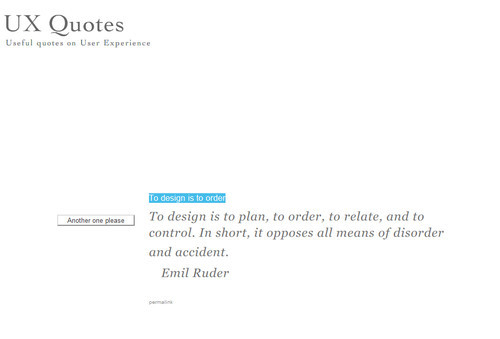 UX Quotes
Useful quotes on User Experience
To design is to order
Another one please
To design is to plan, to order, to relate, and to
control. In short, it opposes all means of disorder
and accident.
Emil Ruder
permalink